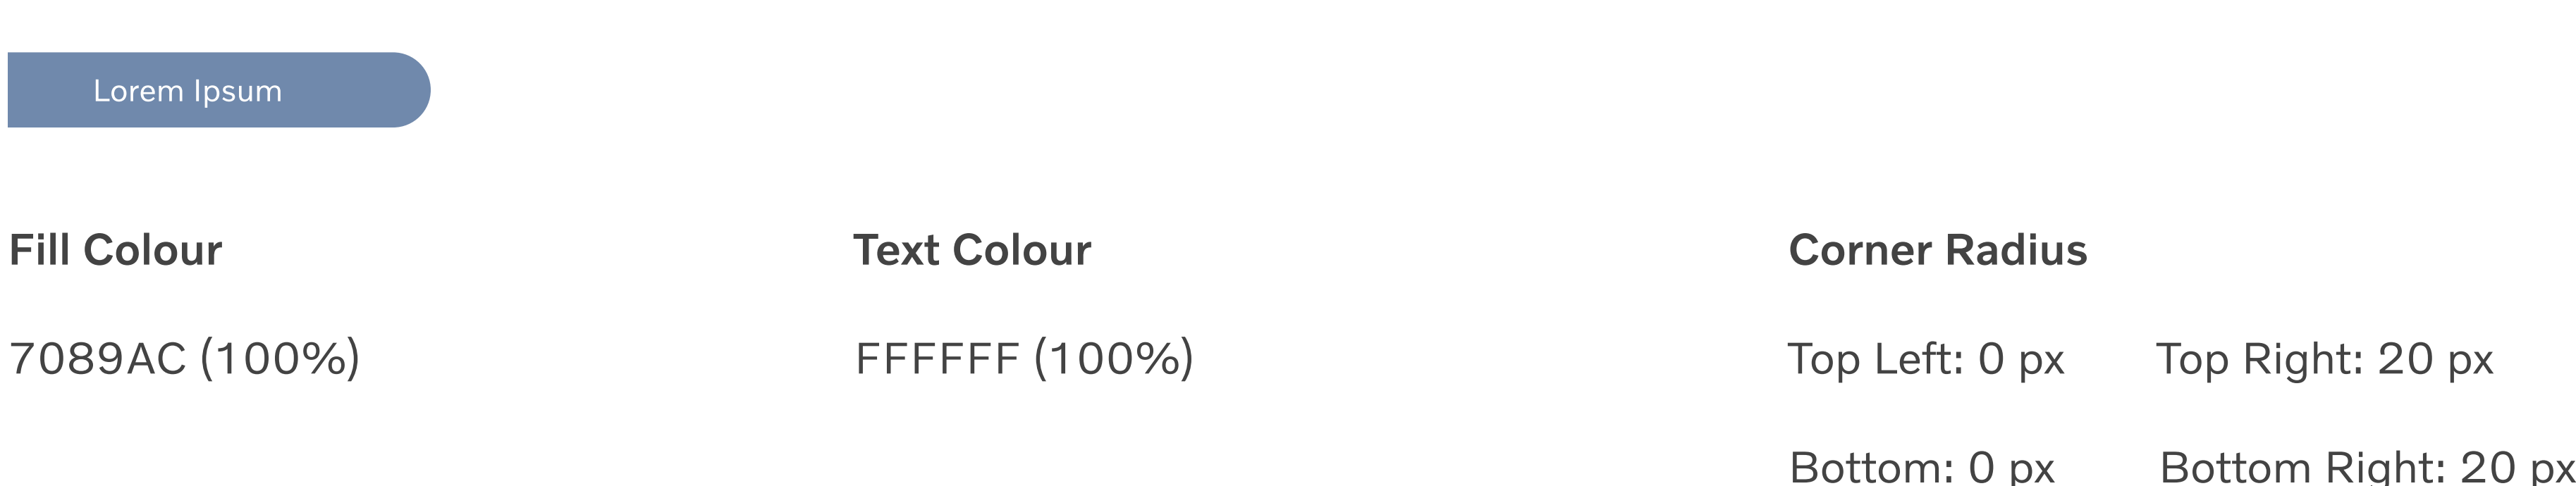 Lorem Ipsum
Fill Colour Text Colour Corner Radius
7089AC (100%) FFFFFF (100%) Top Left: 0 px Top Right: 20 px
Bottom: 0 px Bottom Right: 20 px